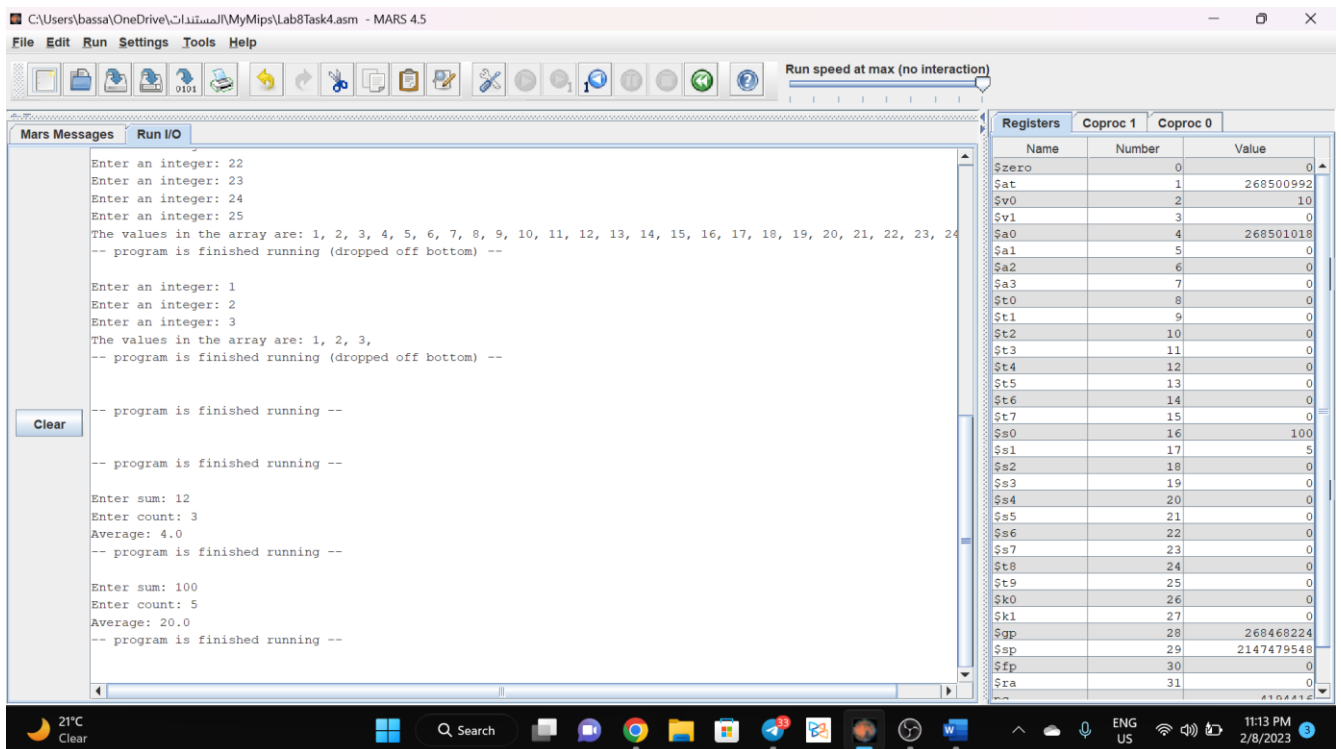 C:\Users\bassa\OneDrive\المستندات\MyMips\Lab8Task4.asm - MARS 4.5
File Edit Run Settings Tools Help
Run speed at max (no interaction)
Mars Messages Run I/O
Enter an integer: 22
Enter an integer: 23
Enter an integer: 24
Enter an integer: 25
The values in the array are: 1, 2, 3, 4, 5, 6, 7, 8, 9, 10, 11, 12, 13, 14, 15, 16, 17, 18, 19, 20, 21, 22, 23, 24
-- program is finished running (dropped off bottom) --
Enter an integer: 1
Enter an integer: 2
Enter an integer: 3
The values in the array are: 1, 2, 3,
-- program is finished running (dropped off bottom) --
-- program is finished running --
Clear
-- program is finished running --
Enter sum: 12
Enter count: 3
Average: 4.0
-- program is finished running --
Enter sum: 100
Enter count: 5
Average: 20.0
-- program is finished running --
Registers Coproc 1 Coproc 0
Name Number Value
$zero 0 0
$at 1 268500992
$v0 2 10
$v1 3 0
$a0 4 268501018
$a1 5 0
$a2 6 0
$a3 7 0
$t0 8 0
$t1 9 0
$t2 10 0
$t3 11 0
$t4 12 0
$t5 13 0
$t6 14 0
$t7 15 0
$s0 16 100
$s1 17 5
$s2 18 0
$s3 19 0
$s4 20 0
$s5 21 0
$s6 22 0
$s7 23 0
$t8 24 0
$t9 25 0
$k0 26 0
$k1 27 0
$gp 28 268468224
$sp 29 2147479548
$fp 30 0
$ra 31 0
pc 4194416
21°C
Clear
Search
33
ENG
US
11:13 PM
2/8/2023
3